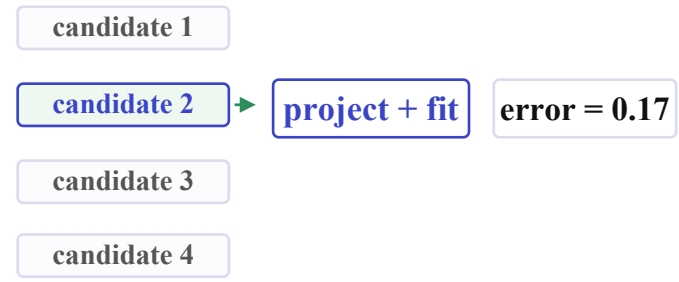 candidate 1
candidate 2
project + fit
error = 0.17
candidate 3
candidate 4